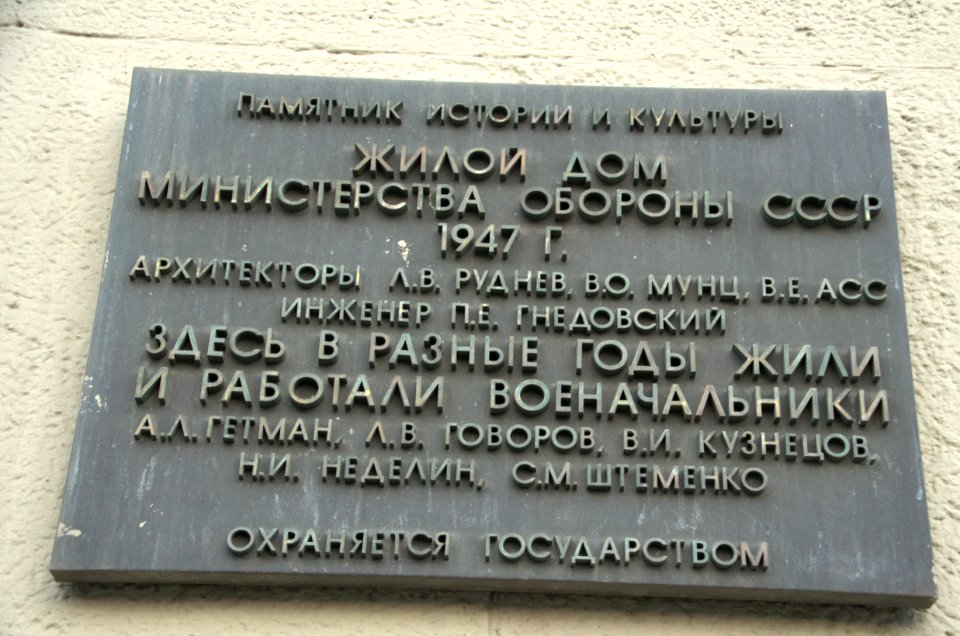 ПАМЯТНИК ИСТОРИИ И КУЛЬТУРЫ
ЖИЛОЙ ДОМ
МИНИСТЕРСТВА ОБОРОНЫ СССР
1947 Г.
АРХИТЕКТОРЫ Л.В. РУДНЕВ, В.О. МУНЦ, В.Е. АСС
ИНЖЕНЕР П.Е. ГНЕДОВСКИЙ
ЗДЕСЬ В РАЗНЫЕ ГОДЫ ЖИЛИ
И РАБОТАЛИ ВОЕНАЧАЛЬНИКИ
А.Л. ГЕТМАН, Л.В. ГОВОРОВ, В.И. КУЗНЕЦОВ,
Н.И. НЕДЕЛИН, С.М. ШТЕМЕНКО
ОХРАНЯЕТСЯ ГОСУДАРСТВОМ